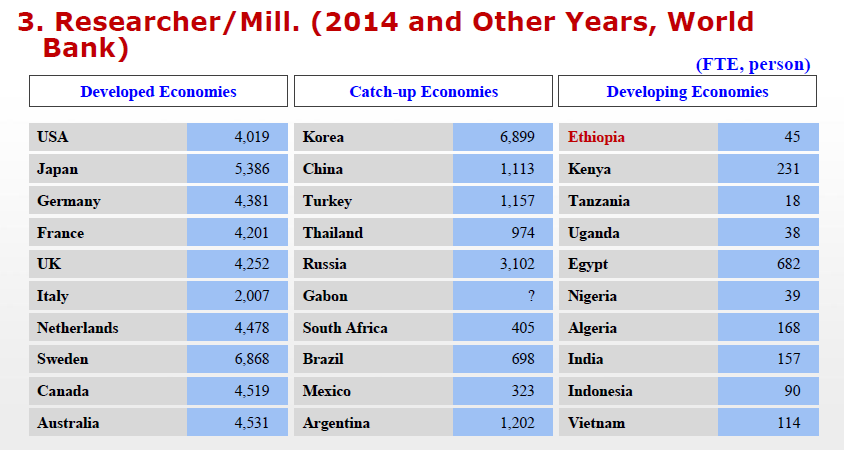 3. Researcher/Mill. (2014 and Other Years, World
Bank)
(FTE, person)
Developed Economies Catch-up Economies Developing Economies
USA 4,019 Korea 6,899 Ethiopia 45
Japan 5,386 China 1,113 Kenya 231
Germany 4,381 Turkey 1,157 Tanzania 18
France 4,201 Thailand 974 Uganda 38
UK 4,252 Russia 3,102 Egypt 682
Italy 2,007 Gabon ? Nigeria 39
Netherlands 4,478 South Africa 405 Algeria 168
Sweden 6,868 Brazil 698 India 157
Canada 4,519 Mexico 323 Indonesia 90
Australia 4,531 Argentina 1,202 Vietnam 114